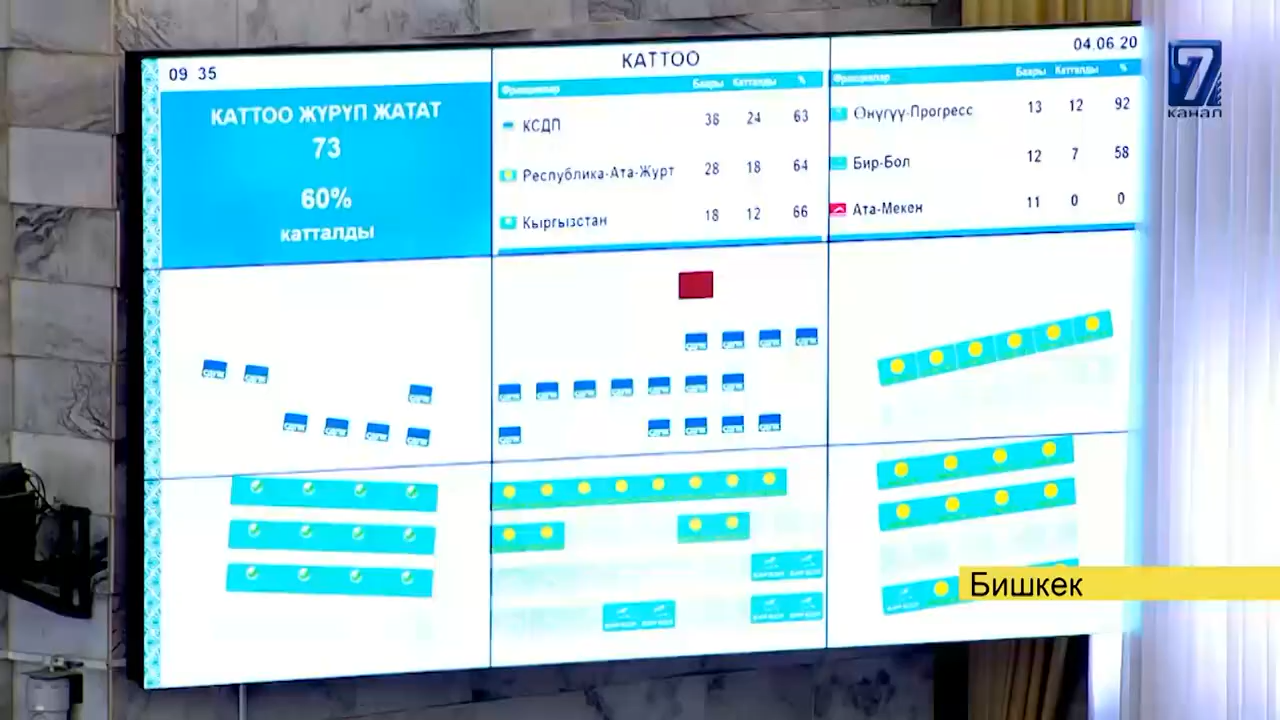 09 35
КАТТОО ЖҮРҮП ЖАТАТ
73
60%
катталды
КАТТОО
Фракциялар Баары Катталды %
КСДП 38 24 63
Республика-Ата-Журт 28 18 64
Кыргызстан 18 12 66
04.06.20
Фракциялар Баары Катталды %
Өнүгүү-Прогресс 13 12 92
Бир-Бол 12 7 58
Ата-Мекен 11 0 0
7
канал
Бишкек